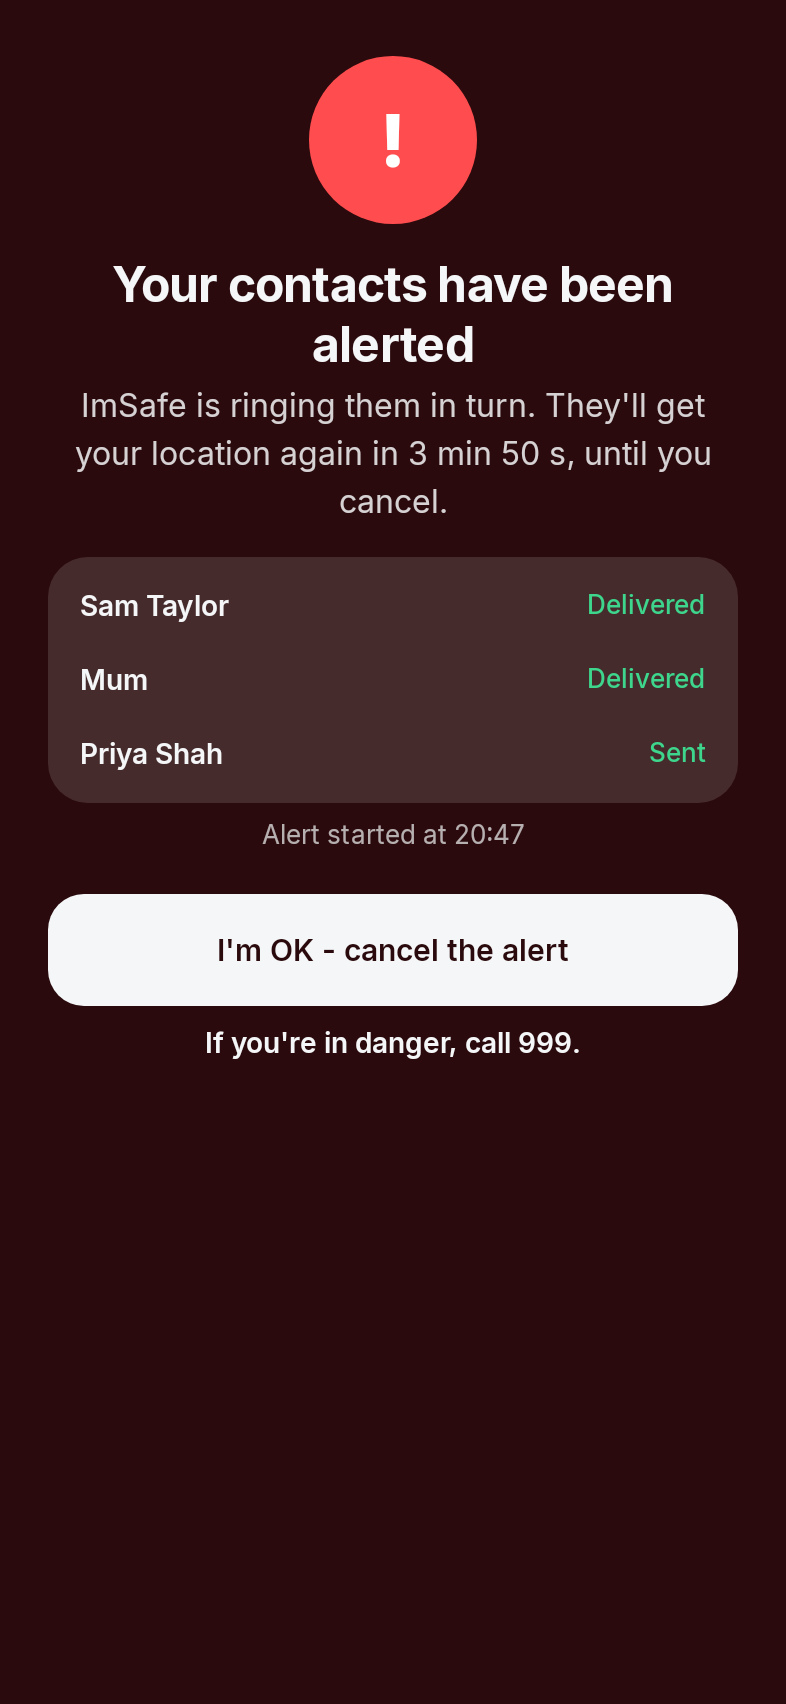 !
Your contacts have been
alerted
ImSafe is ringing them in turn. They'll get
your location again in 3 min 50 s, until you
cancel.
Sam Taylor Delivered
Mum Delivered
Priya Shah Sent
Alert started at 20:47
I'm OK - cancel the alert
If you're in danger, call 999.